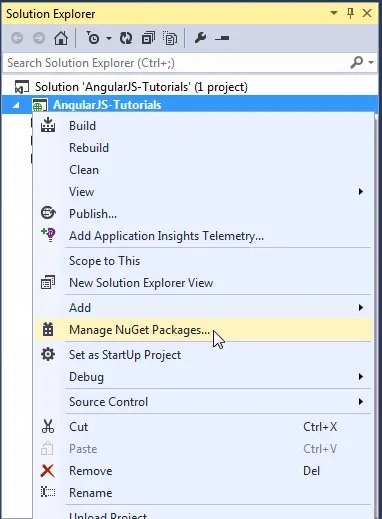 Solution Explorer
Search Solution Explorer (Ctrl+;)
Solution 'AngularJS-Tutorials' (1 project)
AngularJS-Tutorials
Build
Rebuild
Clean
View
Publish...
Add Application Insights Telemetry...
Scope to This
New Solution Explorer View
Add
Manage NuGet Packages...
Set as StartUp Project
Debug
Source Control
Cut Ctrl+X
Paste Ctrl+V
Remove Del
Rename
Unload Project